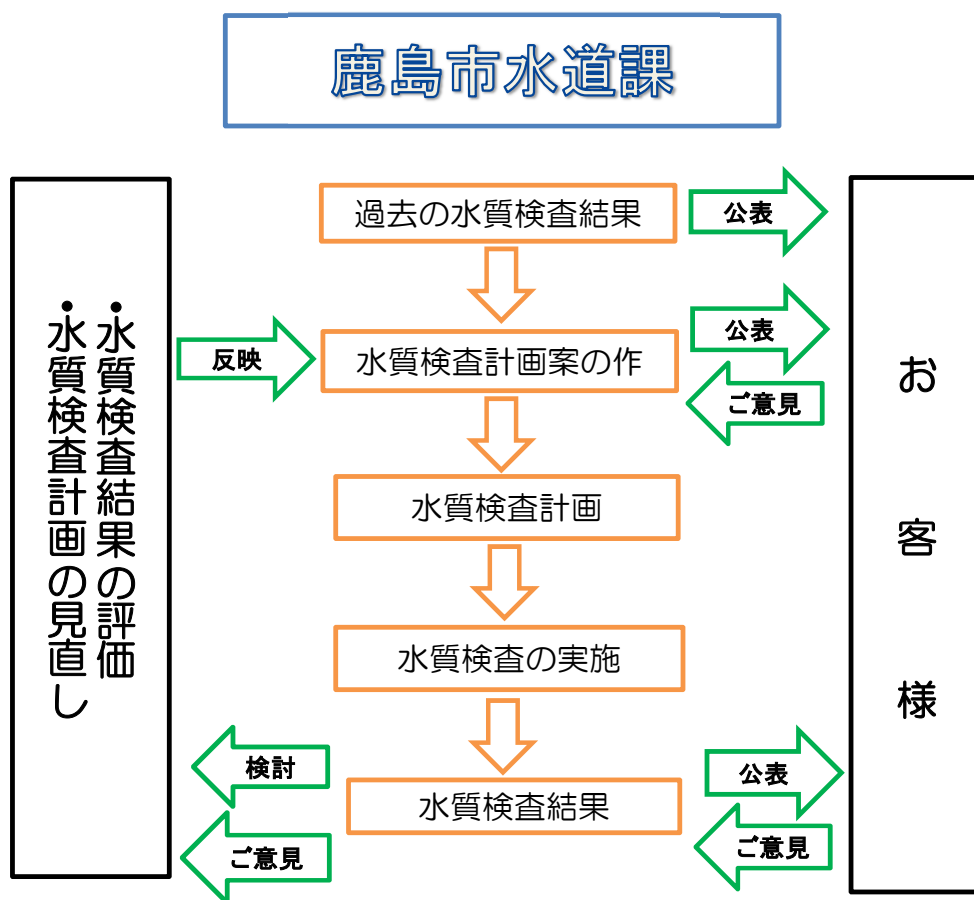 鹿島市水道課
・水質検査結果の評価
・水質検査計画の見直し
過去の水質検査結果
公表
反映
水質検査計画案の作
公表
ご意見
水質検査計画
水質検査の実施
検討
ご意見
水質検査結果
公表
ご意見
お客様